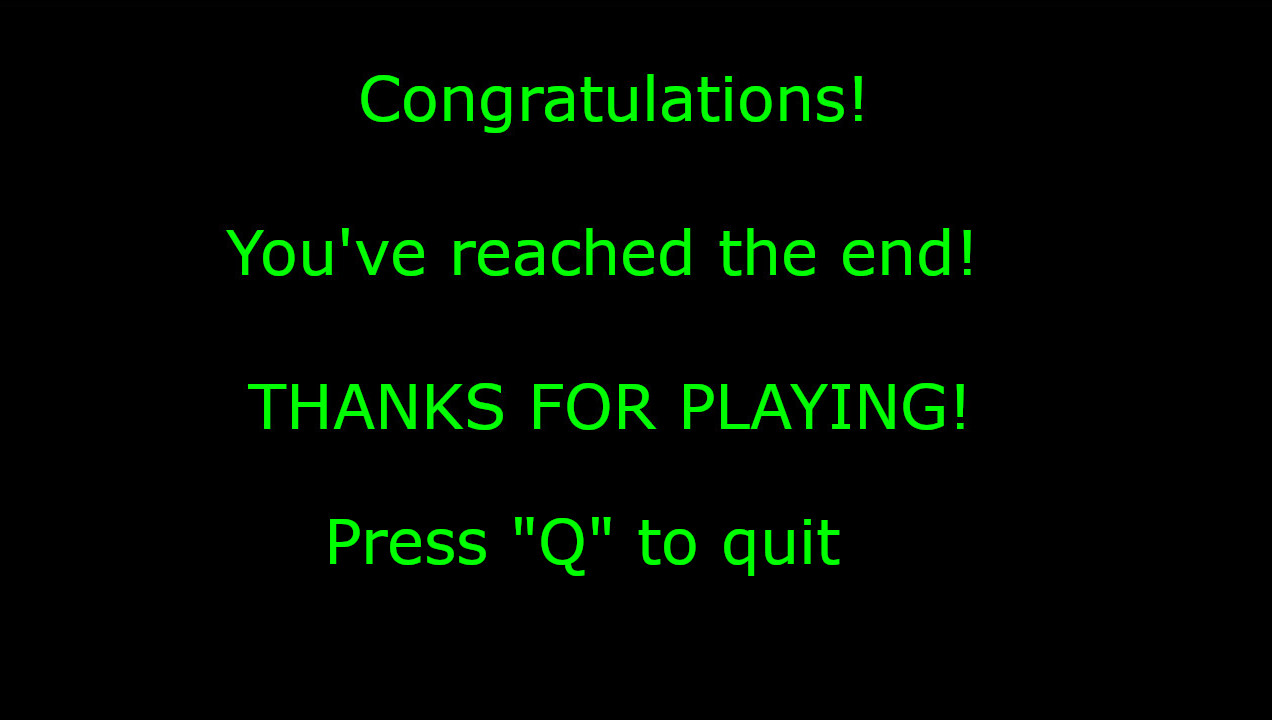 Congratulations!
You've reached the end!
THANKS FOR PLAYING!
Press "Q" to quit